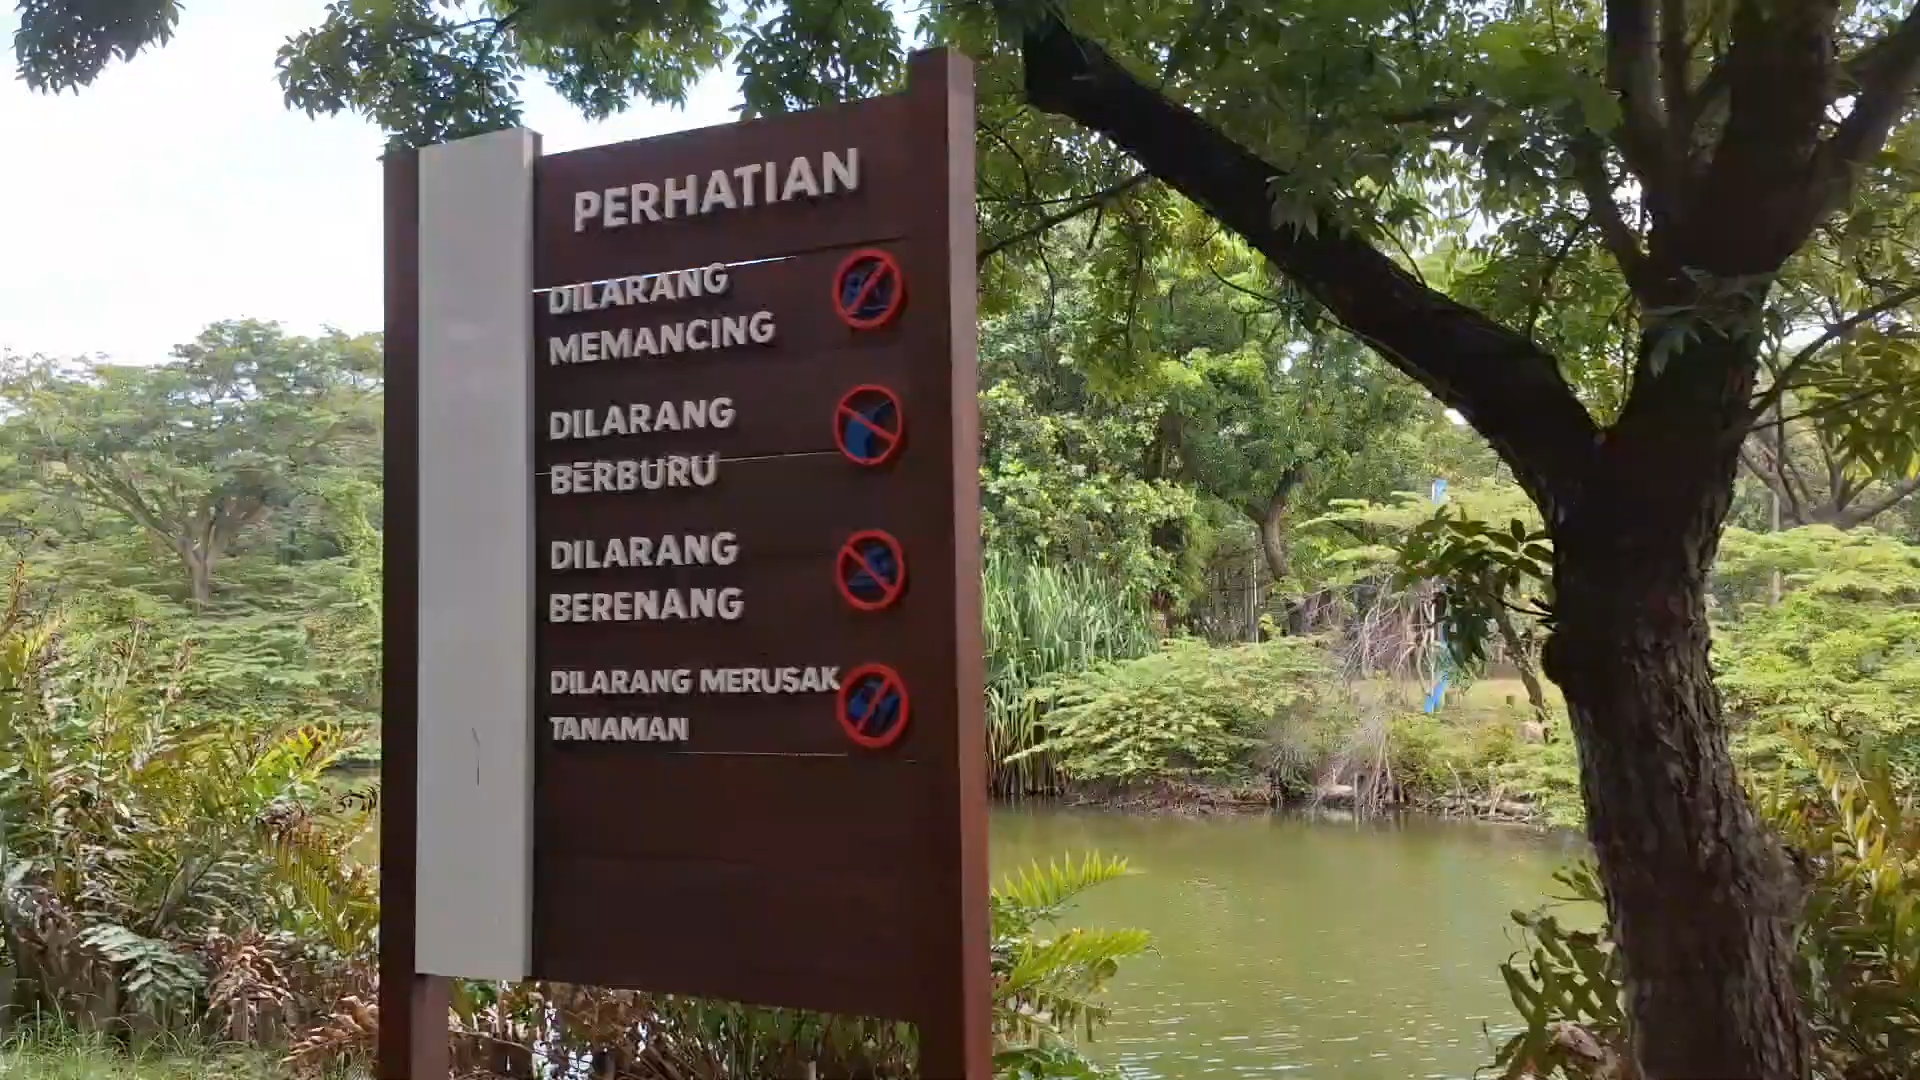 PERHATIAN
DILARANG
MEMANCING
DILARANG
BERBURU
DILARANG
BERENANG
DILARANG MERUSAK
TANAMAN